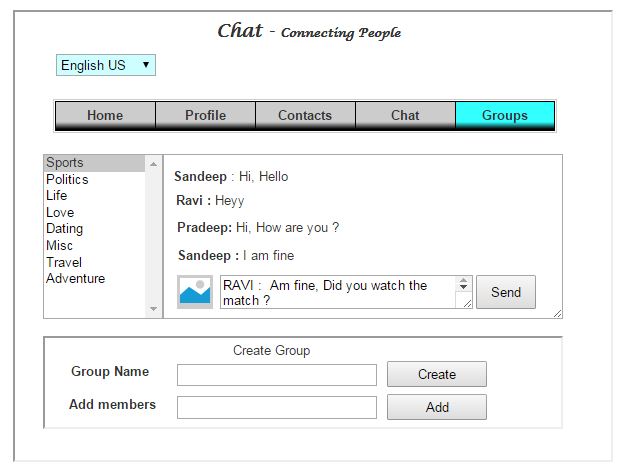 Chat - Connecting People
English US
Home Profile Contacts Chat Groups
Sports
Politics
Life
Love
Dating
Misc
Travel
Adventure
Sandeep : Hi, Hello
Ravi : Heyy
Pradeep: Hi, How are you ?
Sandeep : I am fine
RAVI :  Am fine, Did you watch the
match ?
Send
Create Group
Group Name
Create
Add members
Add